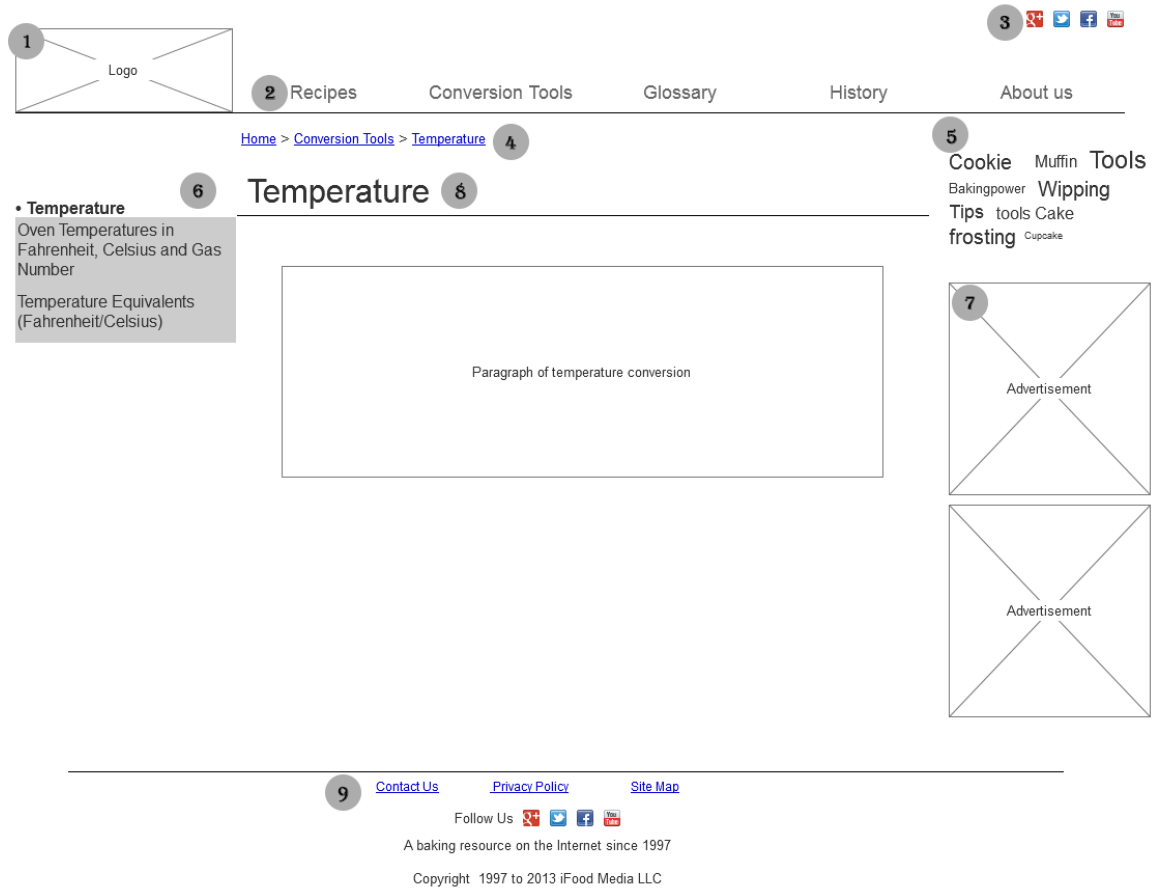 3
1
Logo
2 Recipes Conversion Tools Glossary History About us
Home > Conversion Tools > Temperature 4
5
Cookie Muffin Tools
Bakingpower Wipping
Tips tools Cake
frosting Cupcake
6
• Temperature
Oven Temperatures in
Fahrenheit, Celsius and Gas
Number
Temperature Equivalents
(Fahrenheit/Celsius)
Temperature 8
Paragraph of temperature conversion
7
Advertisement
Advertisement
9 Contact Us Privacy Policy Site Map
Follow Us
A baking resource on the Internet since 1997
Copyright 1997 to 2013 iFood Media LLC